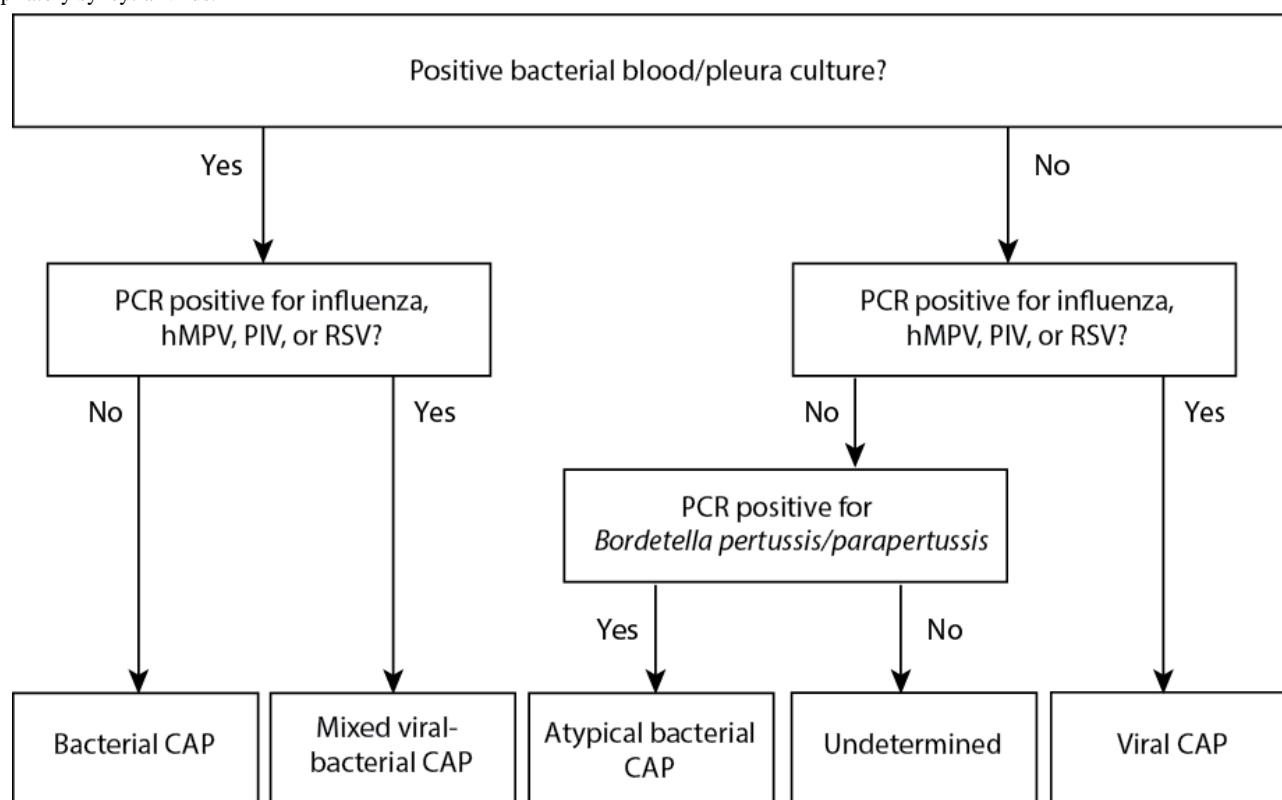 Positive bacterial blood/pleura culture?
Yes
No
PCR positive for influenza,
hMPV, PIV, or RSV?
PCR positive for influenza,
hMPV, PIV, or RSV?
No
Yes
No
Yes
PCR positive for
Bordetella pertussis/parapertussis
Yes
No
Bacterial CAP
Mixed viral-
bacterial CAP
Atypical bacterial
CAP
Undetermined
Viral CAP